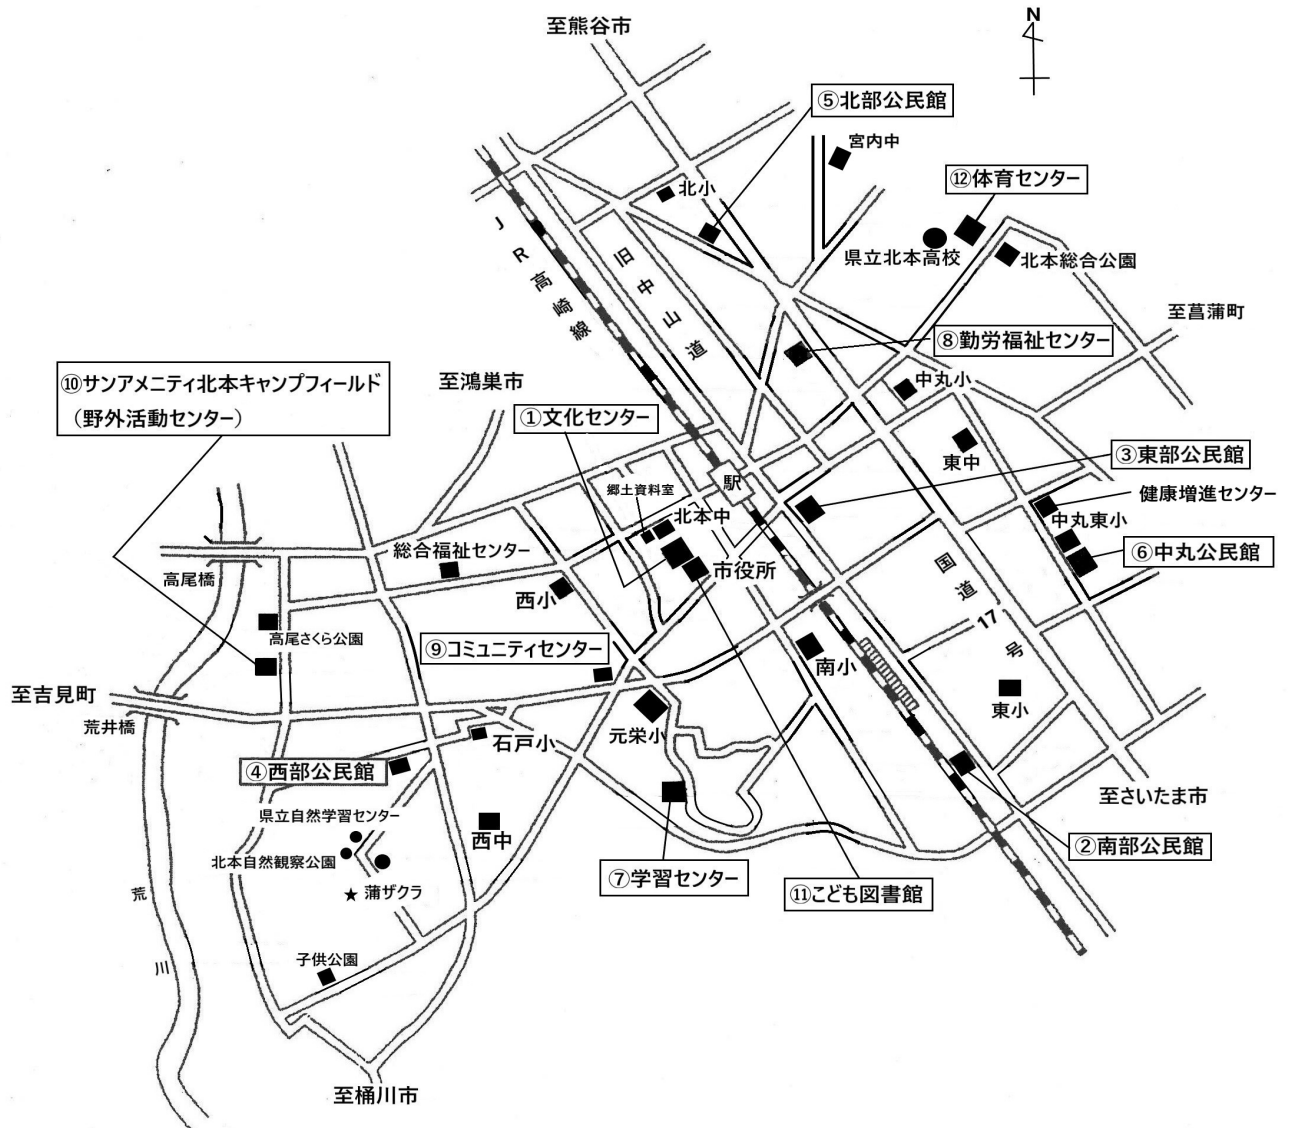 至熊谷市
N
⑤北部公民館
宮内中
⑫体育センター
北小
県立北本高校
北本総合公園
JR高崎線
旧中山道
至菖蒲町
⑧勤労福祉センター
⑩サンアメニティ北本キャンプフィールド
（野外活動センター）
至鴻巣市
①文化センター
中丸小
東中
③東部公民館
駅
郷土資料室
健康増進センター
北本中
中丸東小
総合福祉センター
⑥中丸公民館
高尾橋
市役所
国道17号
西小
高尾さくら公園
⑨コミュニティセンター
南小
至吉見町
東小
荒井橋
元栄小
石戸小
④西部公民館
至さいたま市
県立自然学習センター
西中
②南部公民館
北本自然観察公園
⑦学習センター
蒲ザクラ
⑪こども図書館
荒川
子供公園
至桶川市